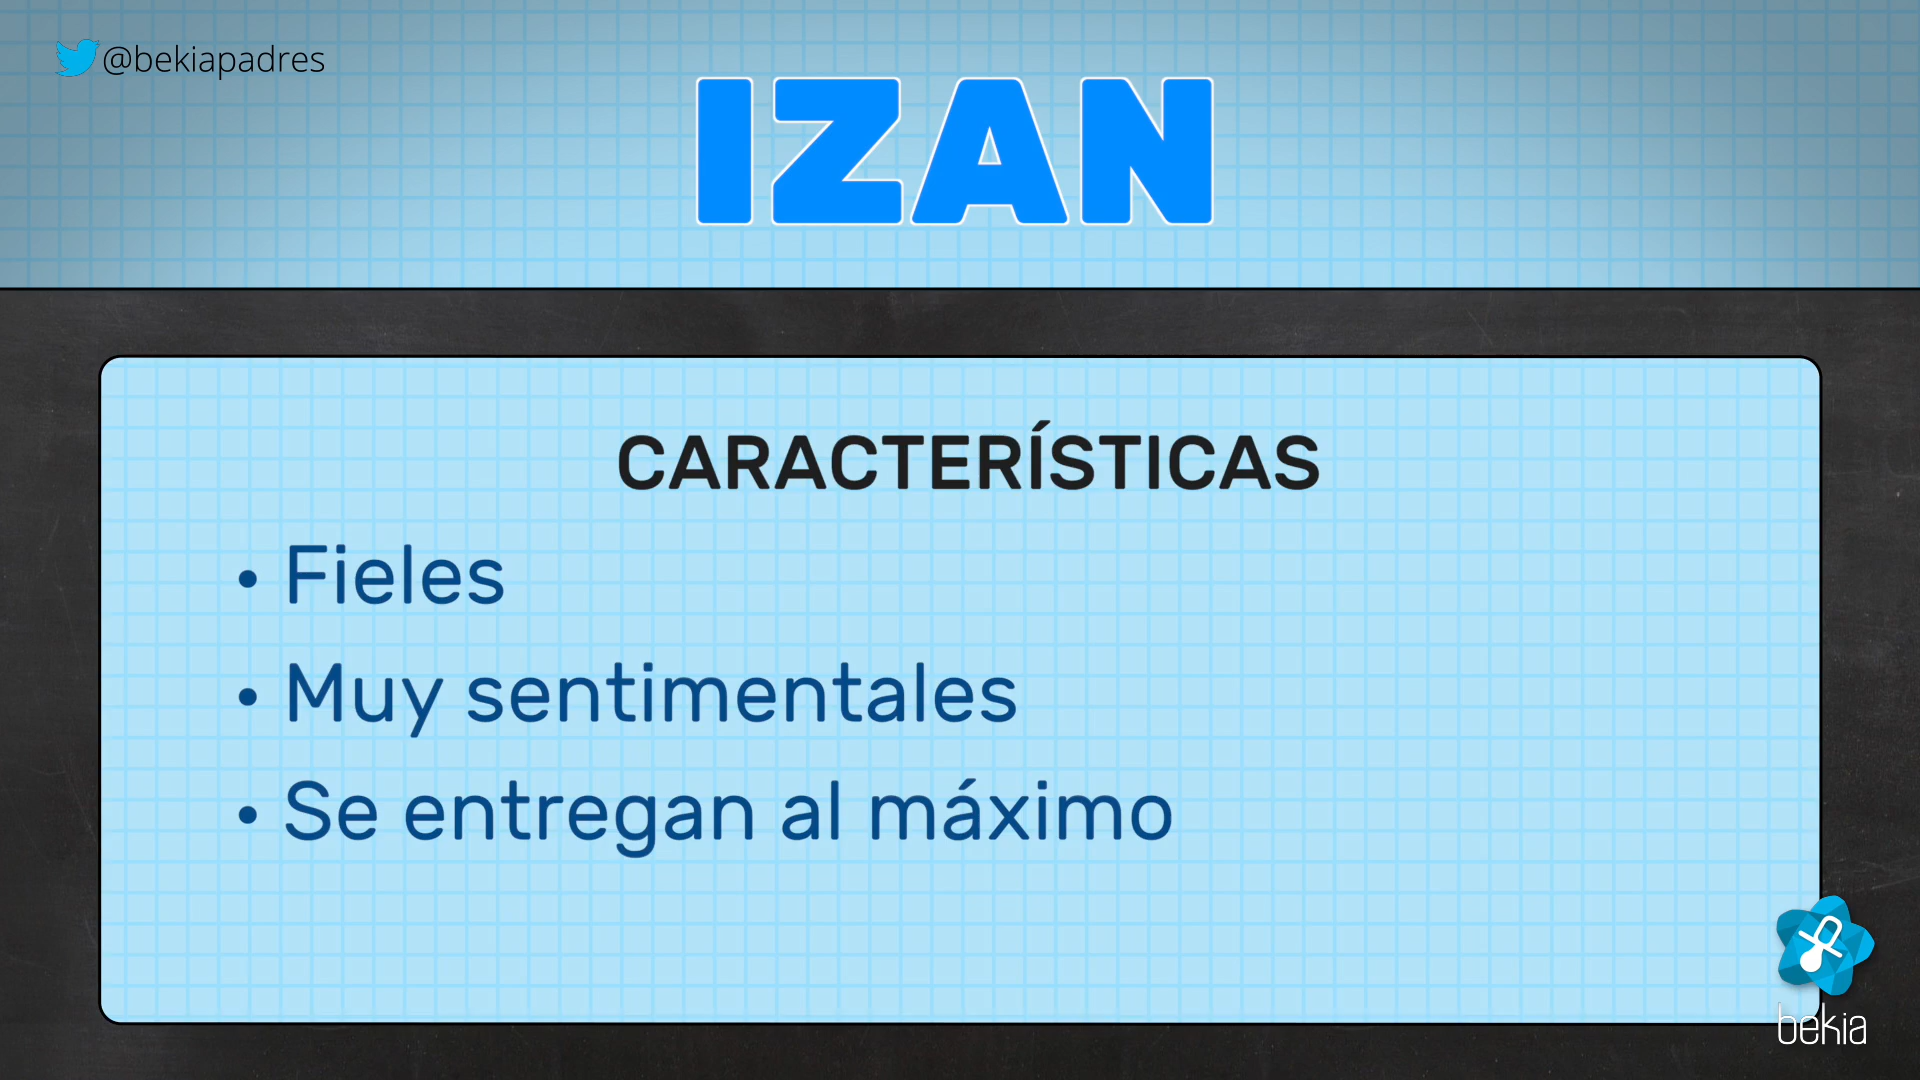 @bekiapadres
IZAN
CARACTERÍSTICAS
• Fieles
• Muy sentimentales
• Se entregan al máximo
bekia